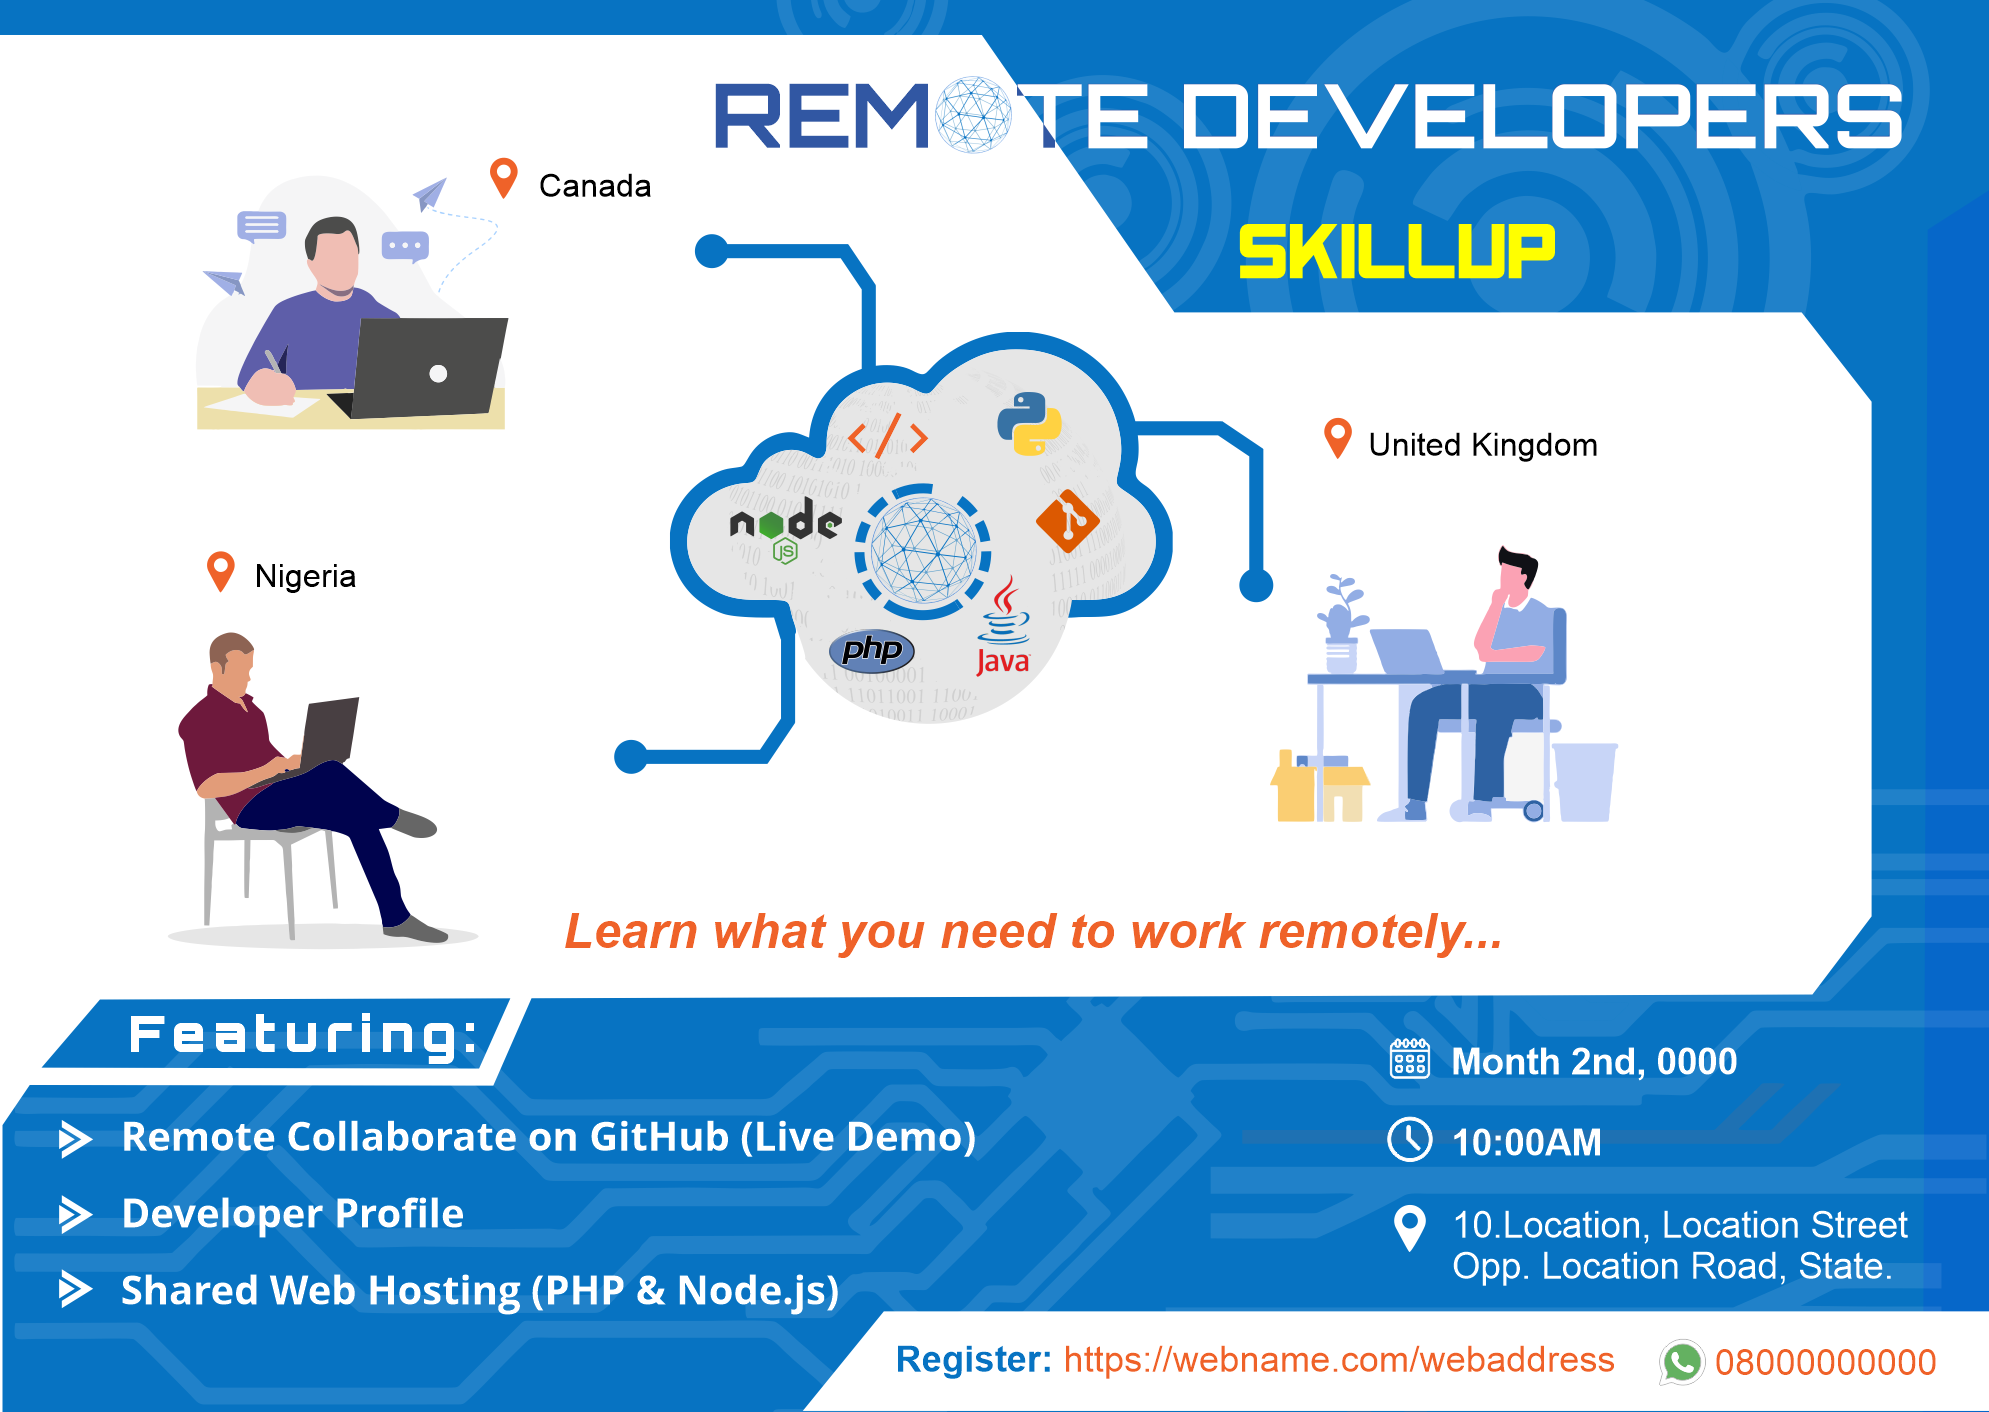 REMOTE DEVELOPERS
SKILLUP
Canada
United Kingdom
Nigeria
</>
node
JS
php
Java
Learn what you need to work remotely...
Featuring:
Remote Collaborate on GitHub (Live Demo)
Developer Profile
Shared Web Hosting (PHP & Node.js)
Month 2nd, 0000
10:00AM
10.Location, Location Street
Opp. Location Road, State.
Register: https://webname.com/webaddress
08000000000